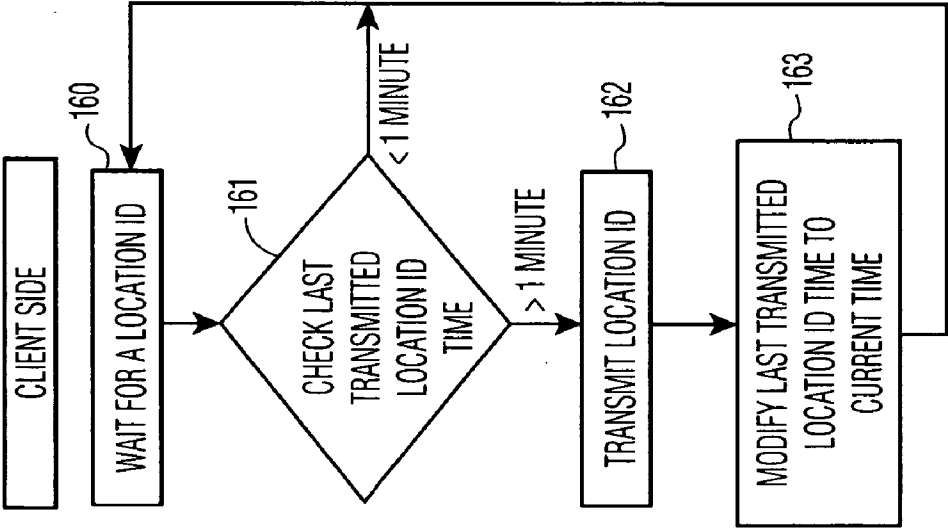 CLIENT SIDE
160
WAIT FOR A LOCATION ID
161
CHECK LAST
TRANSMITTED
LOCATION ID
TIME
< 1 MINUTE
> 1 MINUTE
162
TRANSMIT LOCATION ID
163
MODIFY LAST TRANSMITTED
LOCATION ID TIME TO
CURRENT TIME